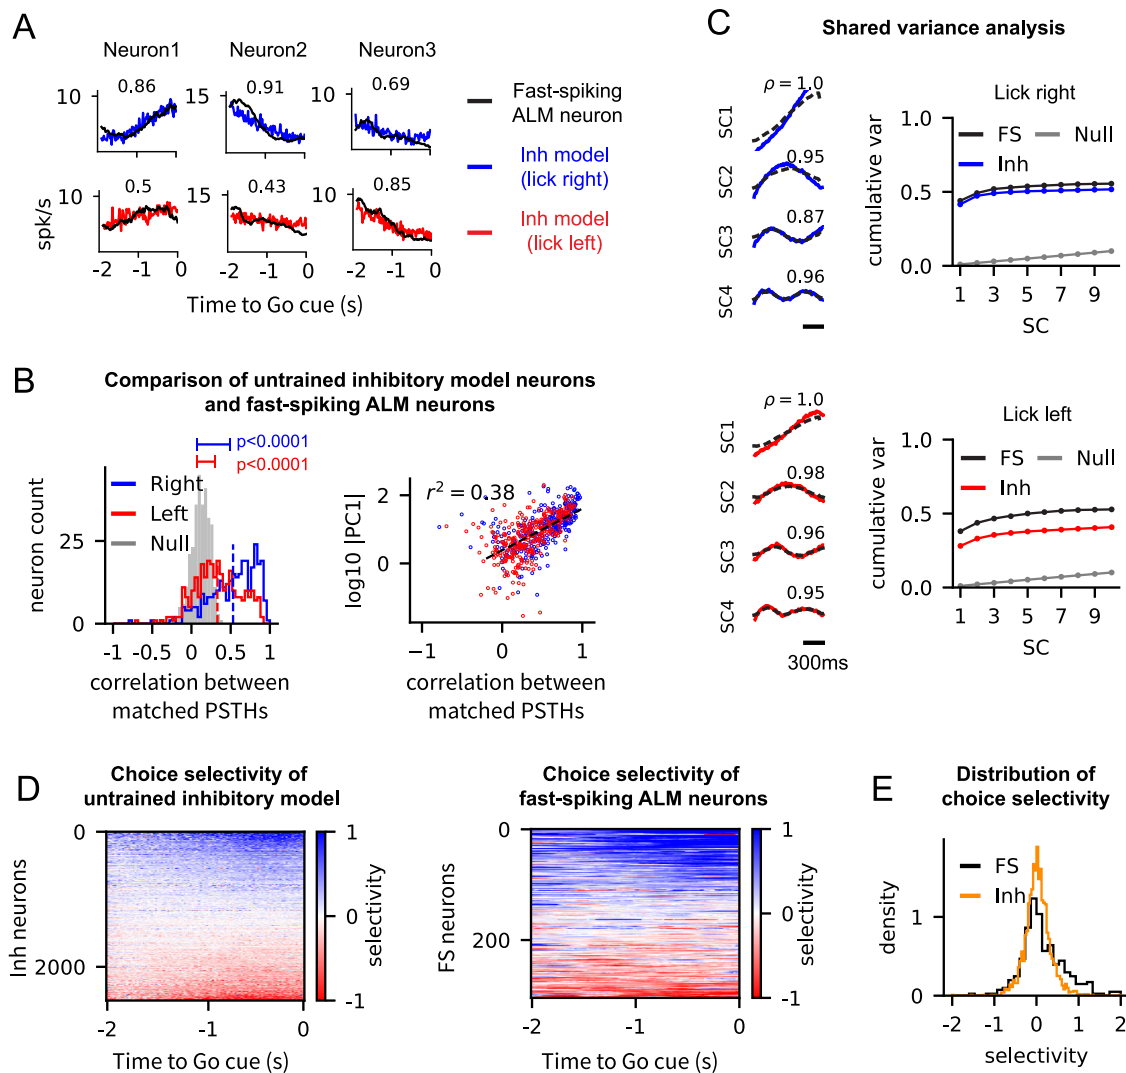 A
Neuron1
Neuron2
Neuron3
0.86
0.91
0.69
10
15
10
Fast-spiking
ALM neuron
Inh model
(lick right)
Inh model
(lick left)
0.5
0.43
0.85
10
15
10
spk/s
-2
-1
0
-2
-1
0
-2
-1
0
Time to Go cue (s)
B
Comparison of untrained inhibitory model neurons
and fast-spiking ALM neurons
p<0.0001
p<0.0001
Right
Left
Null
25
0
neuron count
-1
-0.5
0
0.5
1
correlation between
matched PSTHs
r² = 0.38
2
0
log10 |PC1|
−1
0
1
correlation between
matched PSTHs
C
Shared variance analysis
ρ = 1.0
SC1
0.95
SC2
0.87
SC3
0.96
SC4
Lick right
FS
Null
Inh
1.0
0.5
0.0
cumulative var
1
3
5
7
9
SC
ρ = 1.0
SC1
0.98
SC2
0.96
SC3
0.95
SC4
300ms
Lick left
FS
Null
Inh
1.0
0.5
0.0
cumulative var
1
3
5
7
9
SC
D
Choice selectivity of
untrained inhibitory model
0
2000
Inh neurons
-2
-1
0
Time to Go cue (s)
1
0
-1
selectivity
Choice selectivity of
fast-spiking ALM neurons
0
200
FS neurons
-2
-1
0
Time to Go cue (s)
1
0
-1
selectivity
E
Distribution of
choice selectivity
FS
Inh
1
0
density
-2
-1
0
1
2
selectivity